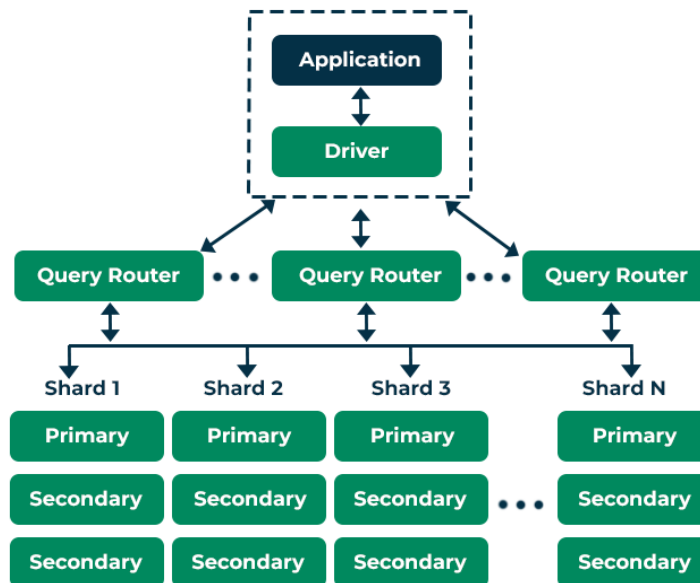 Application
Driver
Query Router Query Router Query Router
Shard 1 Shard 2 Shard 3 Shard N
Primary Primary Primary Primary
Secondary Secondary Secondary Secondary
Secondary Secondary Secondary Secondary